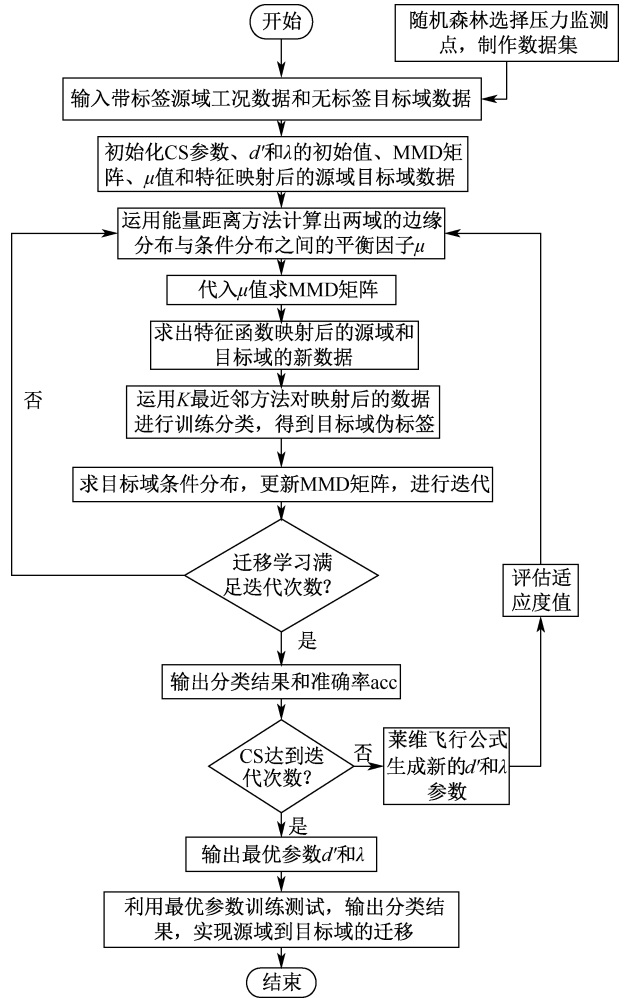 开始
随机森林选择压力监测
点，制作数据集
输入带标签源域工况数据和无标签目标域数据
初始化CS参数、d′和λ的初始值、MMD矩
阵、μ值和特征映射后的源域目标域数据
运用能量距离方法计算出两域的边缘
分布与条件分布之间的平衡因子μ
代入μ值求MMD矩阵
求出特征函数映射后的源域和
目标域的新数据
运用K最近邻方法对映射后的数据
进行训练分类，得到目标域伪标签
否
求目标域条件分布，更新MMD矩阵，进行迭代
迁移学习满
足迭代次数？
评估适
应度值
是
输出分类结果和准确率acc
CS达到迭
代次数？
否
莱维飞行公式
生成新的d′和λ
参数
是
输出最优参数d′和λ
利用最优参数训练测试，输出分类结
果，实现源域到目标域的迁移
结束